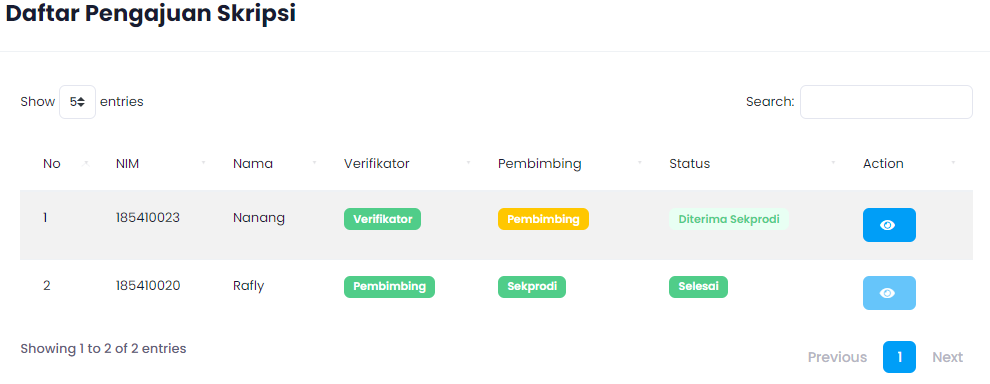 Daftar Pengajuan Skripsi
Show 5 entries Search:
No NIM Nama Verifikator Pembimbing Status Action
1 185410023 Nanang Verifikator Pembimbing Diterima Sekprodi
2 185410020 Rafly Pembimbing Sekprodi Selesai
Showing 1 to 2 of 2 entries
Previous 1 Next